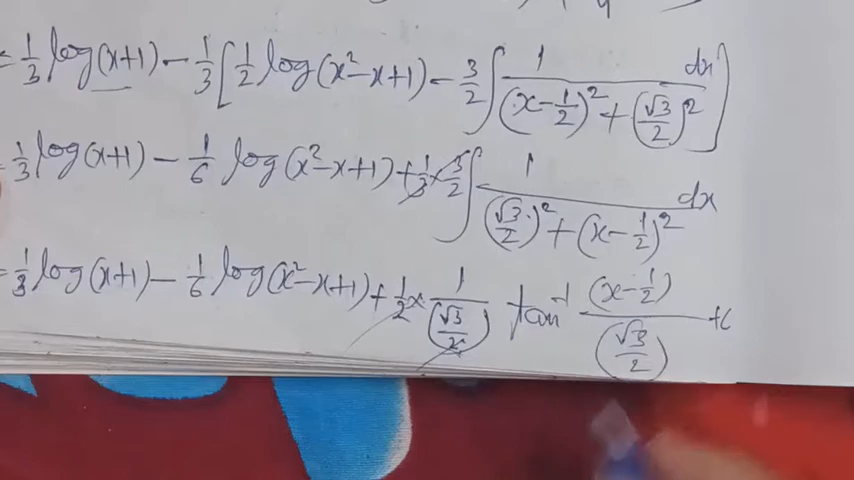 = 1/3 log(x+1) - 1/3 [1/2 log(x²-x+1) - 3/2 ∫ 1/((x-1/2)² + (√3/2)²) dx]
= 1/3 log(x+1) - 1/6 log(x²-x+1) + 1/3 × 3/2 ∫ 1/((√3/2)² + (x-1/2)²) dx
= 1/3 log(x+1) - 1/6 log(x²-x+1) + 1/2 × 1/(√3/2) tan⁻¹ (x-1/2)/(√3/2) + c